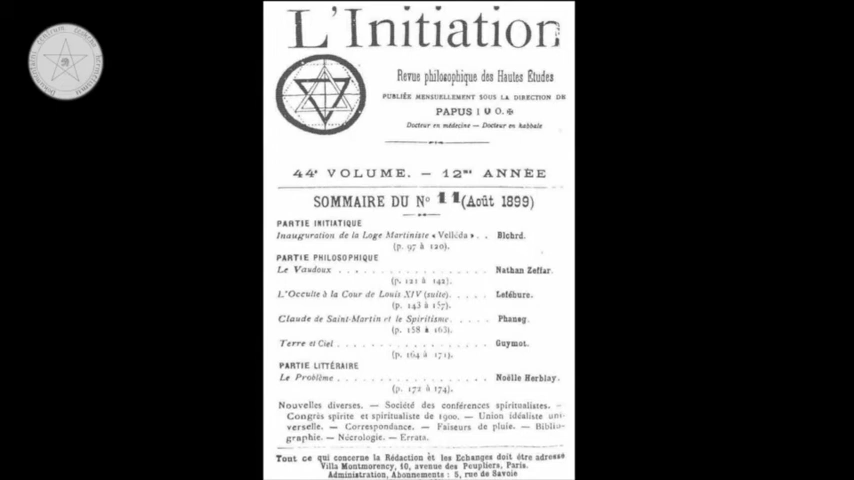 L'Initiation
Revue philosophique des Hautes Études
PUBLIÉE MENSUELLEMENT SOUS LA DIRECTION DE
PAPUS
Docteur en médecine — Docteur en kabbale
44e VOLUME. — 12me ANNÉE
SOMMAIRE DU No 11 (Août 1899)
PARTIE INITIATIQUE
Inauguration de la Loge Martiniste « Velléda » . . Blchrd.
(p. 97 à 120).
PARTIE PHILOSOPHIQUE
Le Vaudoux . . . . . . . . . . . . . . . . Nathan Zeffar.
(p. 121 à 142).
L'Occulte à la Cour de Louis XIV (suite). . . . . Lefébure.
(p. 143 à 157).
Claude de Saint-Martin et le Spiritisme. . . . . Phaneg.
(p. 158 à 163).
Terre et Ciel . . . . . . . . . . . . . . . . Guymot.
(p. 164 à 171).
PARTIE LITTÉRAIRE
Le Problème . . . . . . . . . . . . . . . . Noëlle Herblay.
(p. 172 à 174).
Nouvelles diverses. — Société des conférences spiritualistes. —
Congrès spirite et spiritualiste de 1900. — Union idéaliste uni-
verselle. — Correspondance. — Faiseurs de pluie. — Biblio-
graphie. — Nécrologie. — Errata.
Tout ce qui concerne la Rédaction et les Echanges doit être adressé
Villa Montmorency, 10, avenue des Peupliers, Paris.
Administration, Abonnements : 5, rue de Savoie